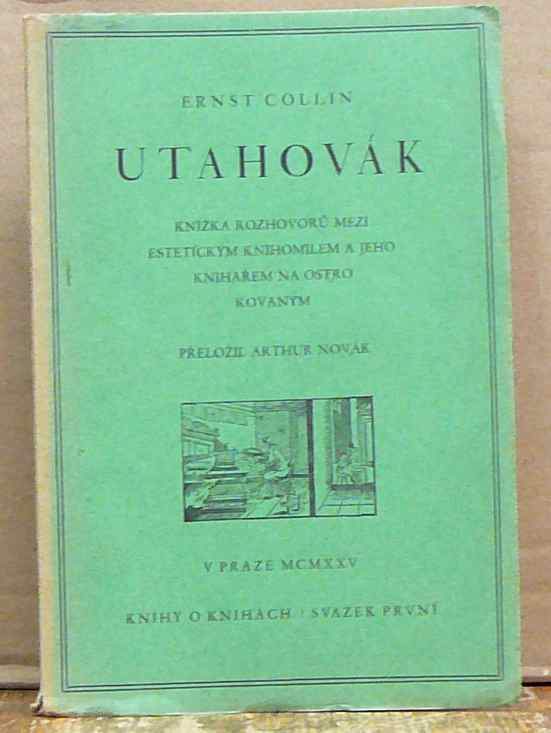 ERNST COLLIN
UTAHOVÁK
KNÍŽKA ROZHOVORŮ MEZI
ESTETICKÝM KNIHOMILEM A JEHO
KNIHAŘEM NA OSTRO
KOVANÝM
PŘELOŽIL ARTHUR NOVÁK
V PRAZE MCMXXV
KNIHY O KNIHÁCH / SVAZEK PRVNÍ